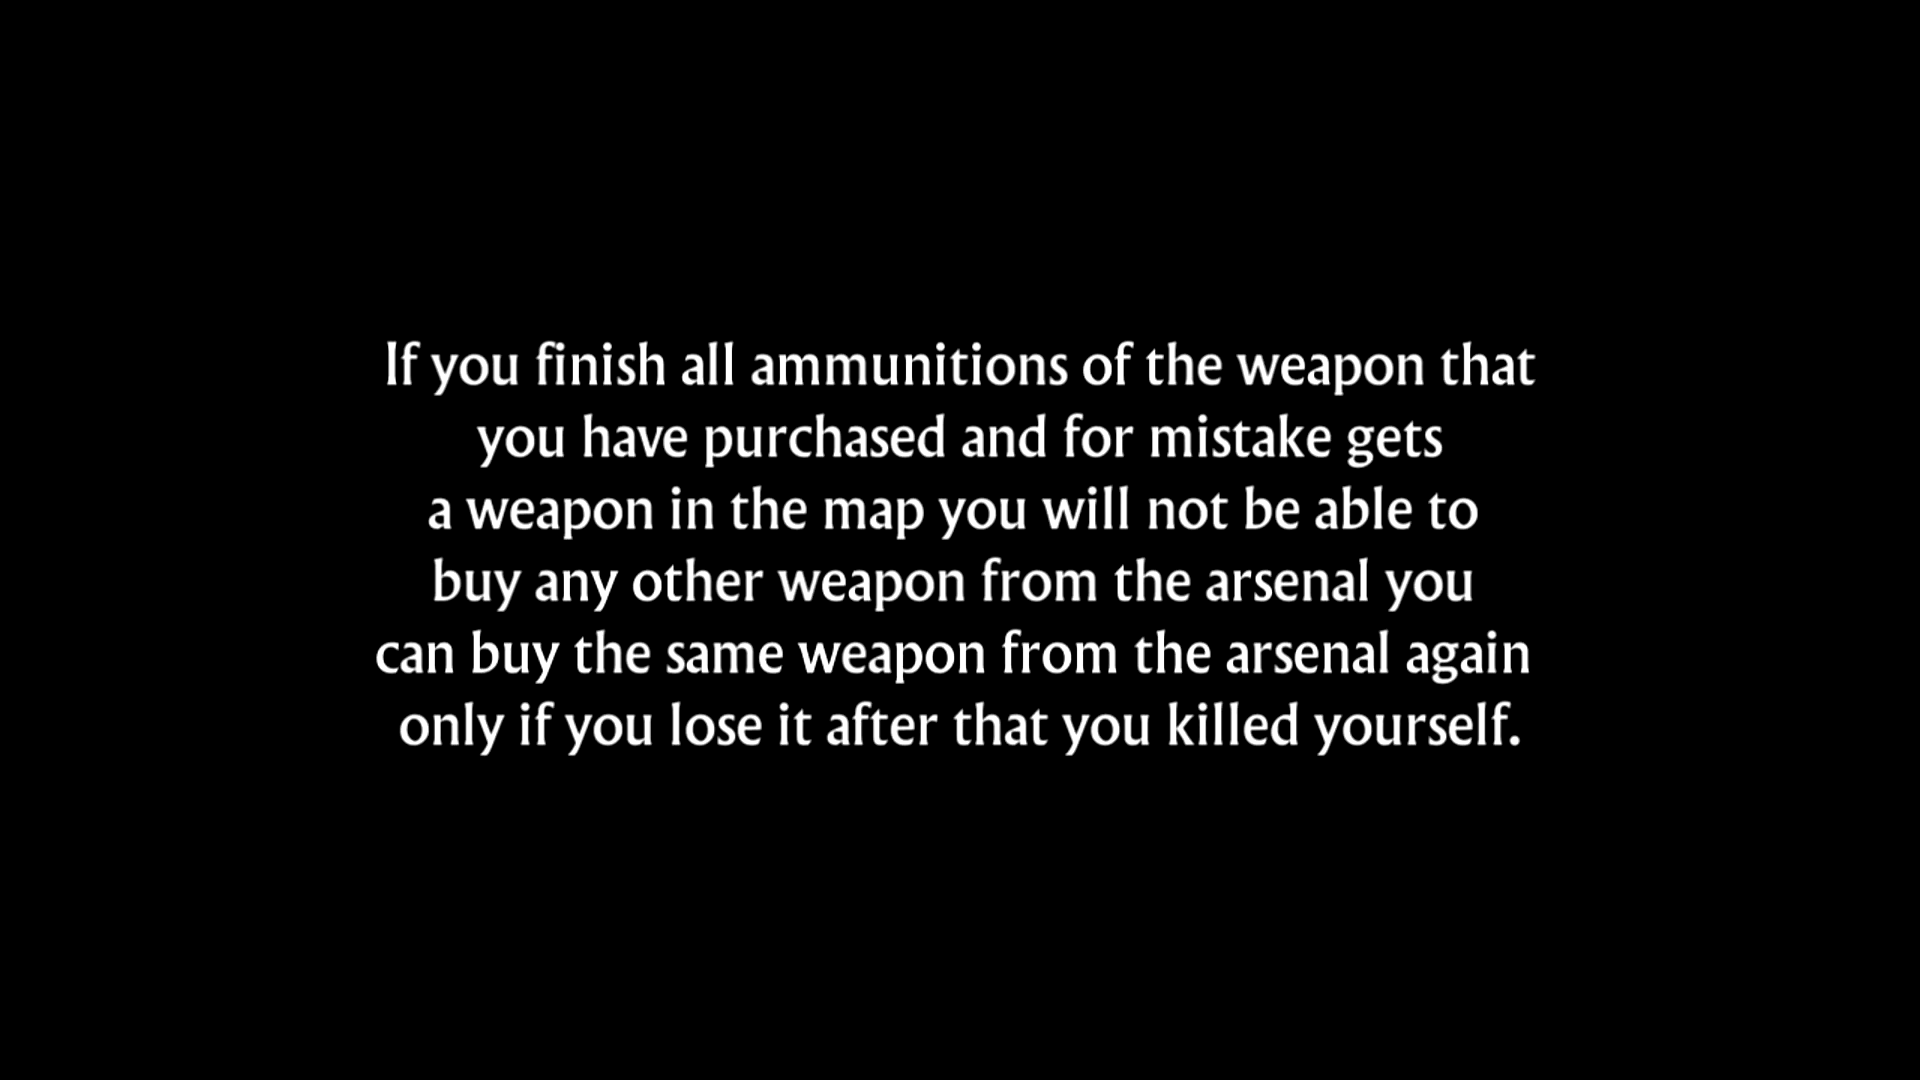 If you finish all ammunitions of the weapon that
you have purchased and for mistake gets
a weapon in the map you will not be able to
buy any other weapon from the arsenal you
can buy the same weapon from the arsenal again
only if you lose it after that you killed yourself.